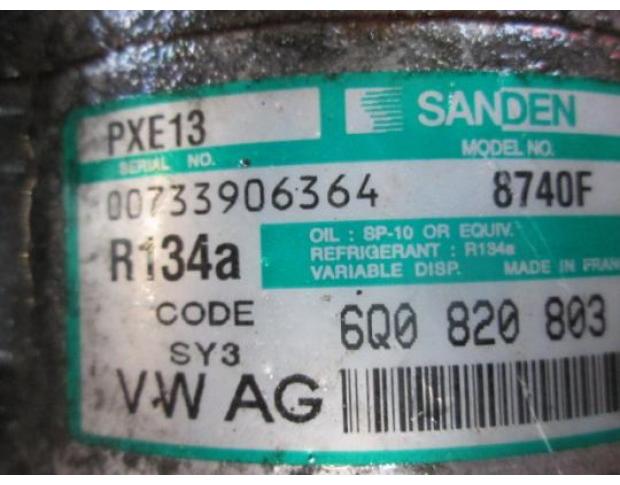 PXE13 SANDEN
SERIAL NO. MODEL NO.
00733906364 8740F
R134a
OIL : SP-10 OR EQUIV.
REFRIGERANT : R134a
VARIABLE DISP. MADE IN FRAN
CODE
6Q0 820 803
SY3
VW AG